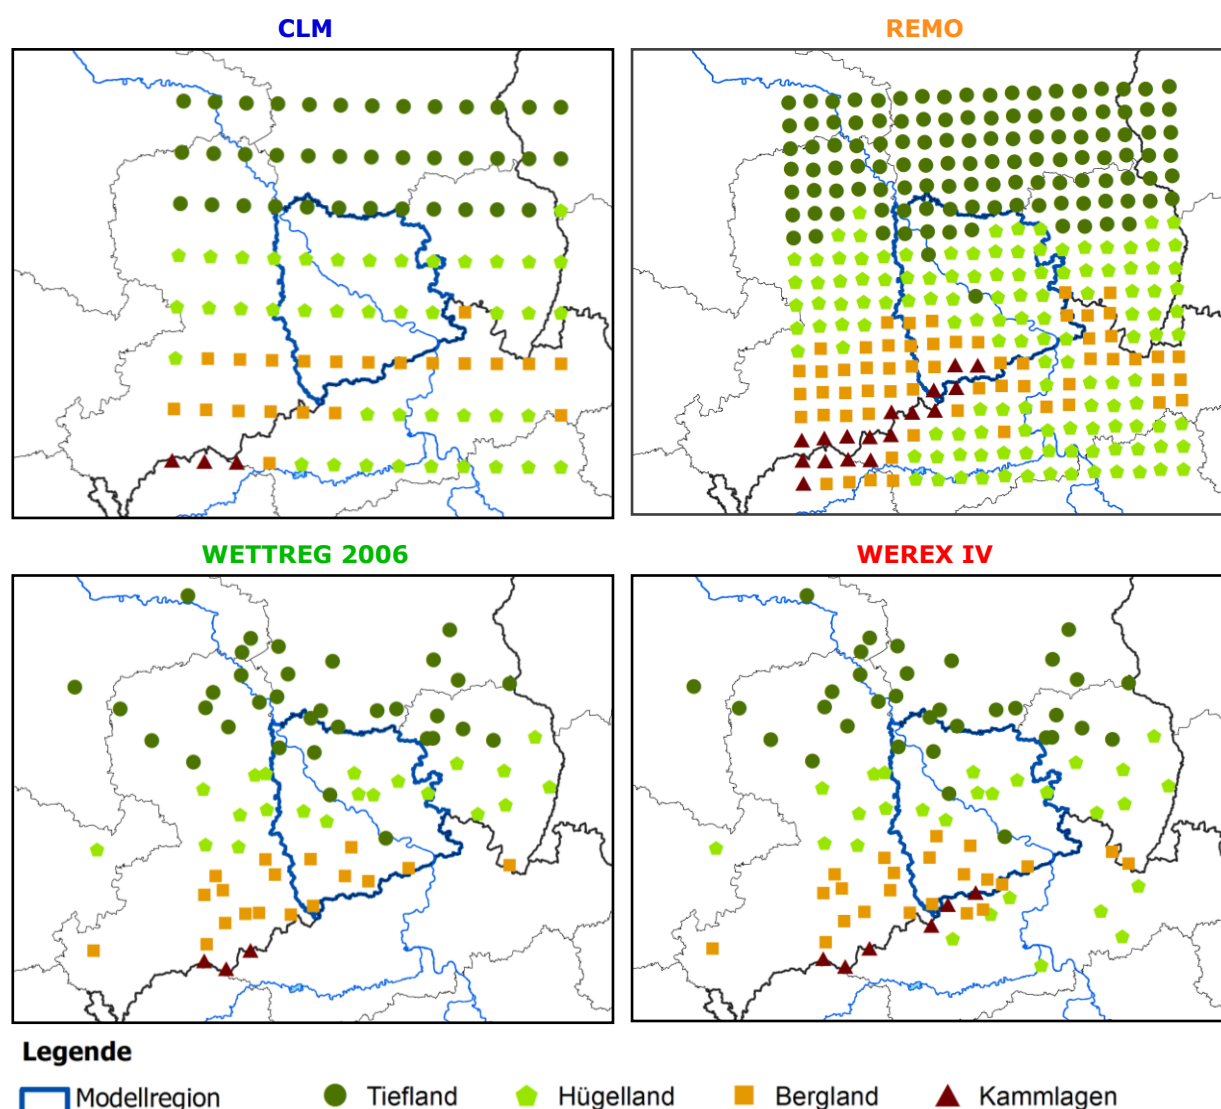 CLM
REMO
WETTREG 2006
WEREX IV
Legende
Modellregion
Tiefland
Hügelland
Bergland
Kammlagen